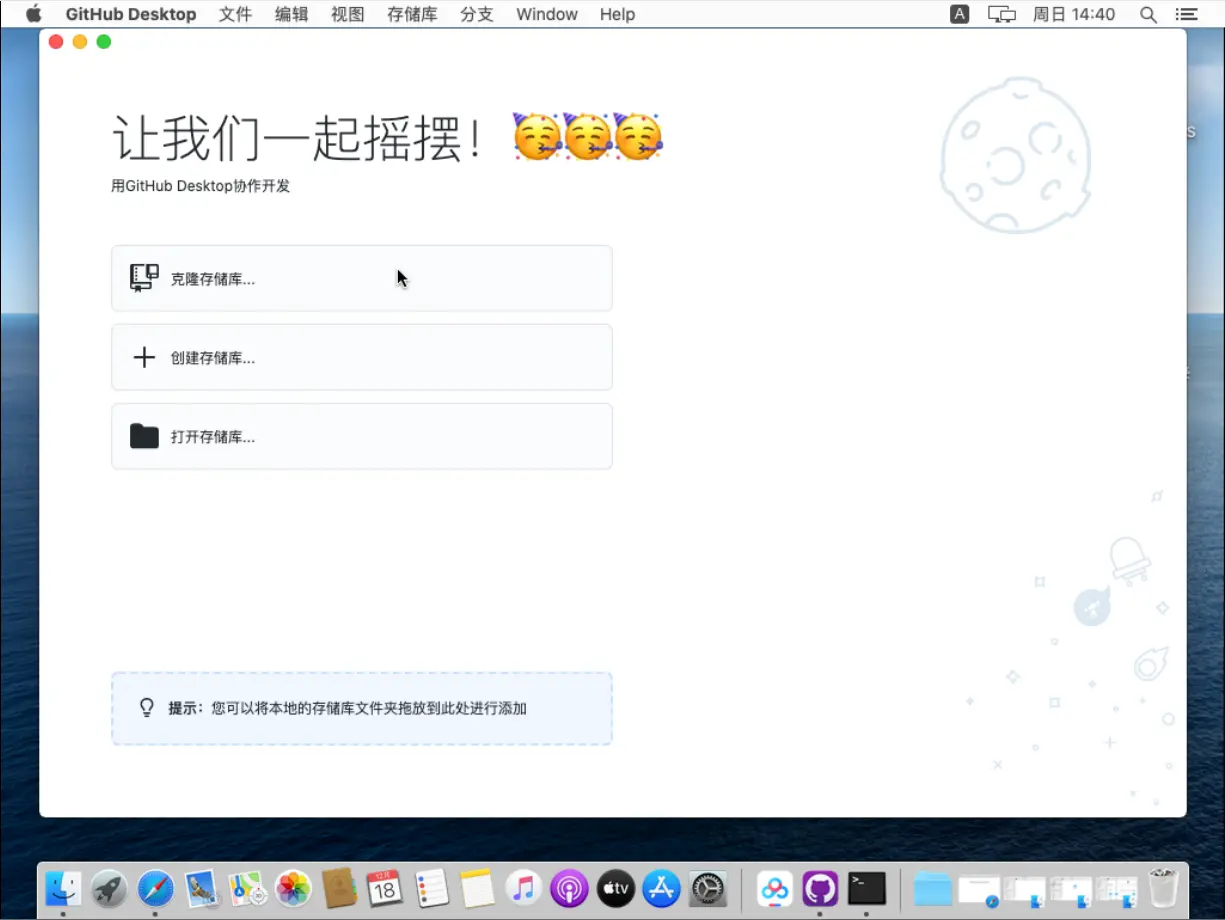 GitHub Desktop 文件 编辑 视图 存储库 分支 Window Help A 周日 14:40
让我们一起摇摆！🥳🥳🥳
用GitHub Desktop协作开发
克隆存储库...
创建存储库...
打开存储库...
提示：您可以将本地的存储库文件夹拖放到此处进行添加
12月
18
tv
>_